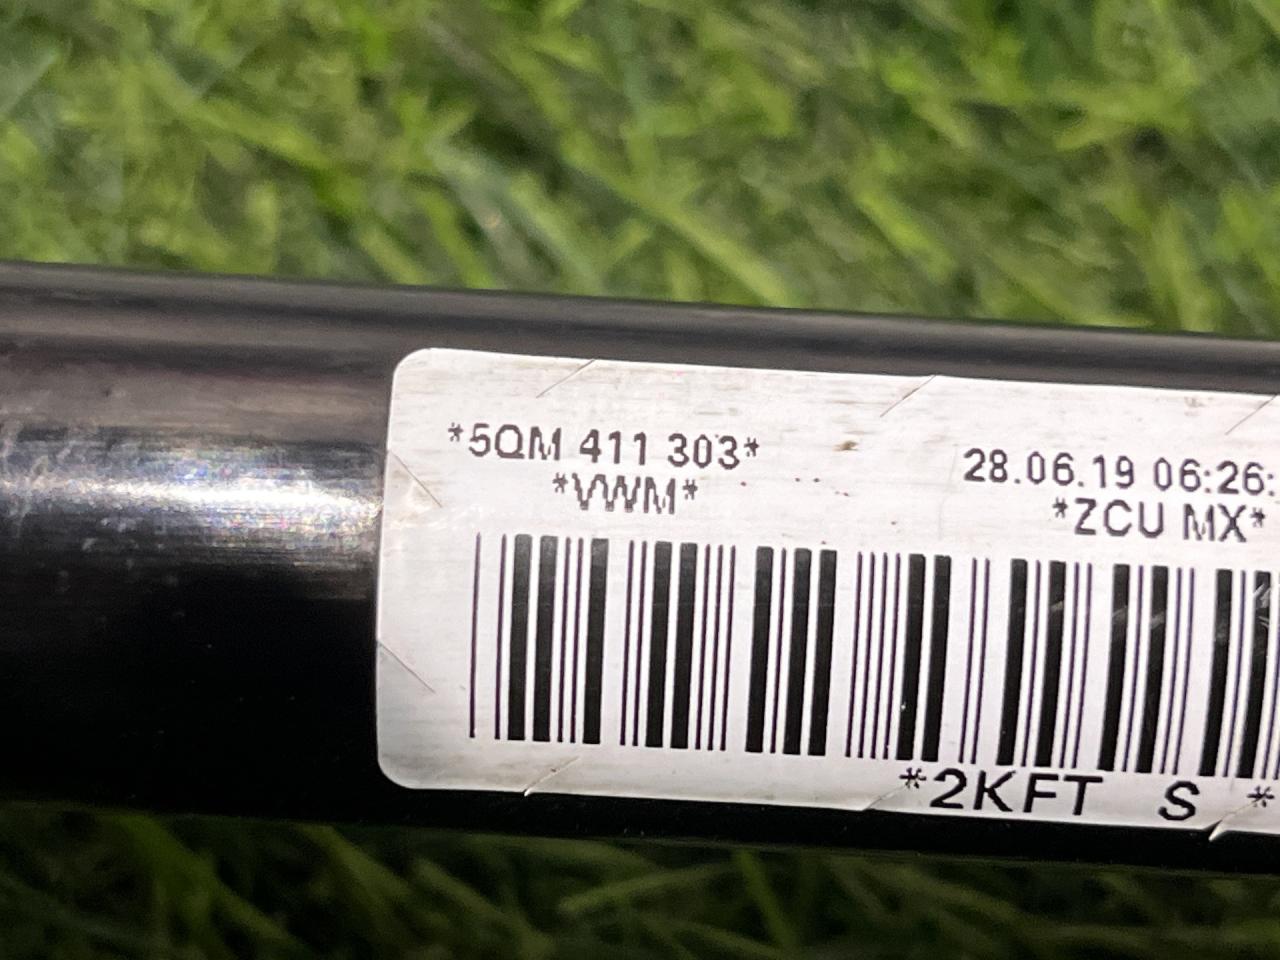 *5QM 411 303*
*VWM*
28.06.19 06:26:
*ZCU MX*
*2KFT S *